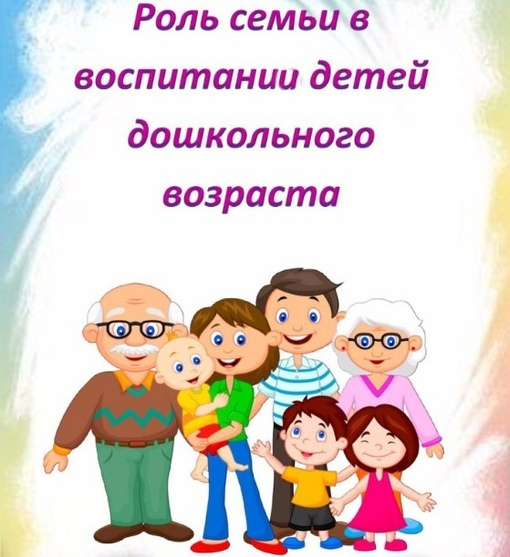 Роль семьи в
воспитании детей
дошкольного
возраста